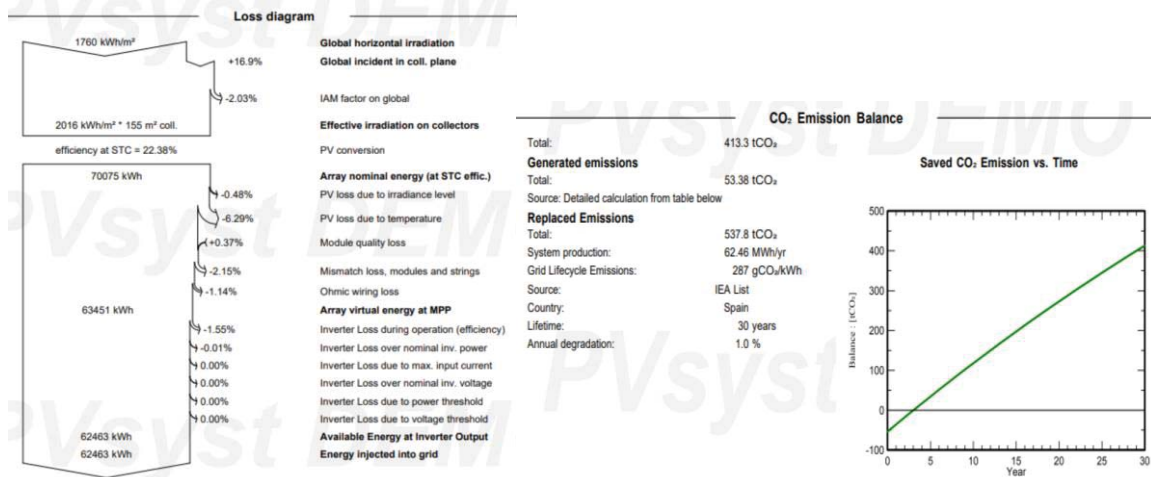 Loss diagram
1760 kWh/m²
Global horizontal irradiation
+16.9%
Global incident in coll. plane
-2.03%
IAM factor on global
2016 kWh/m² * 155 m² coll.
Effective irradiation on collectors
efficiency at STC = 22.38%
PV conversion
70075 kWh
Array nominal energy (at STC effic.)
-0.48%
PV loss due to irradiance level
-6.29%
PV loss due to temperature
+0.37%
Module quality loss
-2.15%
Mismatch loss, modules and strings
-1.14%
Ohmic wiring loss
63451 kWh
Array virtual energy at MPP
-1.55%
Inverter Loss during operation (efficiency)
-0.01%
Inverter Loss over nominal inv. power
0.00%
Inverter Loss due to max. input current
0.00%
Inverter Loss over nominal inv. voltage
0.00%
Inverter Loss due to power threshold
0.00%
Inverter Loss due to voltage threshold
62463 kWh
Available Energy at Inverter Output
62463 kWh
Energy injected into grid
PVsyst DEMO
CO₂ Emission Balance
Total: 413.3 tCO₂
Generated emissions
Total: 53.38 tCO₂
Source: Detailed calculation from table below
Replaced Emissions
Total: 537.8 tCO₂
System production: 62.46 MWh/yr
Grid Lifecycle Emissions: 287 gCO₂/kWh
Source: IEA List
Country: Spain
Lifetime: 30 years
Annual degradation: 1.0 %
Saved CO₂ Emission vs. Time
Balance : [tCO₂]
500
400
300
200
100
0
-100
0 5 10 15 20 25 30
Year
PVsyst